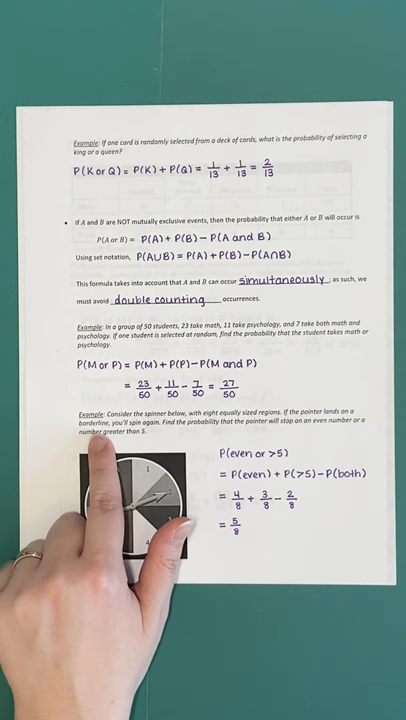 Example: If one card is randomly selected from a deck of cards, what is the probability of selecting a
king or a queen?
P(K or Q) = P(K) + P(Q) = 1/13 + 1/13 = 2/13
• If A and B are NOT mutually exclusive events, then the probability that either A or B will occur is
P(A or B) = P(A) + P(B) − P(A and B)
Using set notation, P(A∪B) = P(A) + P(B) − P(A∩B)
This formula takes into account that A and B can occur simultaneously; as such, we
must avoid double counting occurrences.
Example: In a group of 50 students, 23 take math, 11 take psychology, and 7 take both math and
psychology. If one student is selected at random, find the probability that the student takes math or
psychology.
P(M or P) = P(M) + P(P) − P(M and P)
= 23/50 + 11/50 − 7/50 = 27/50
Example: Consider the spinner below, with eight equally sized regions. If the pointer lands on a
borderline, you'll spin again. Find the probability that the pointer will stop on an even number or a
number greater than 5.
P(even or >5)
= P(even) + P(>5) − P(both)
= 4/8 + 3/8 − 2/8
= 5/8
1
2
4